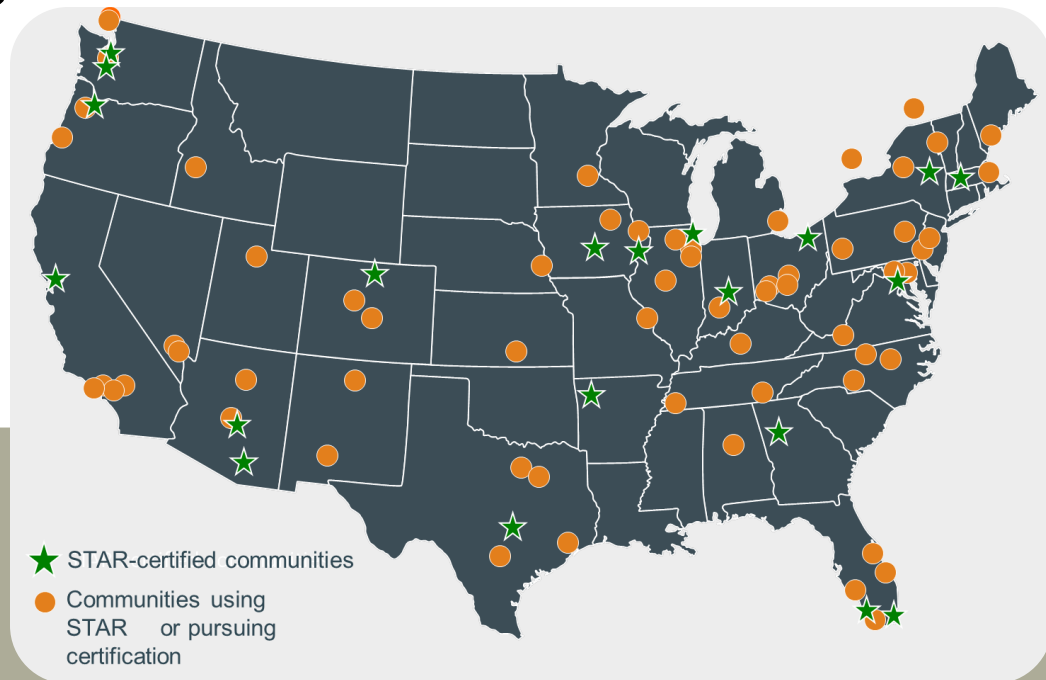 STAR-certified communities
Communities using
STAR or pursuing
certification